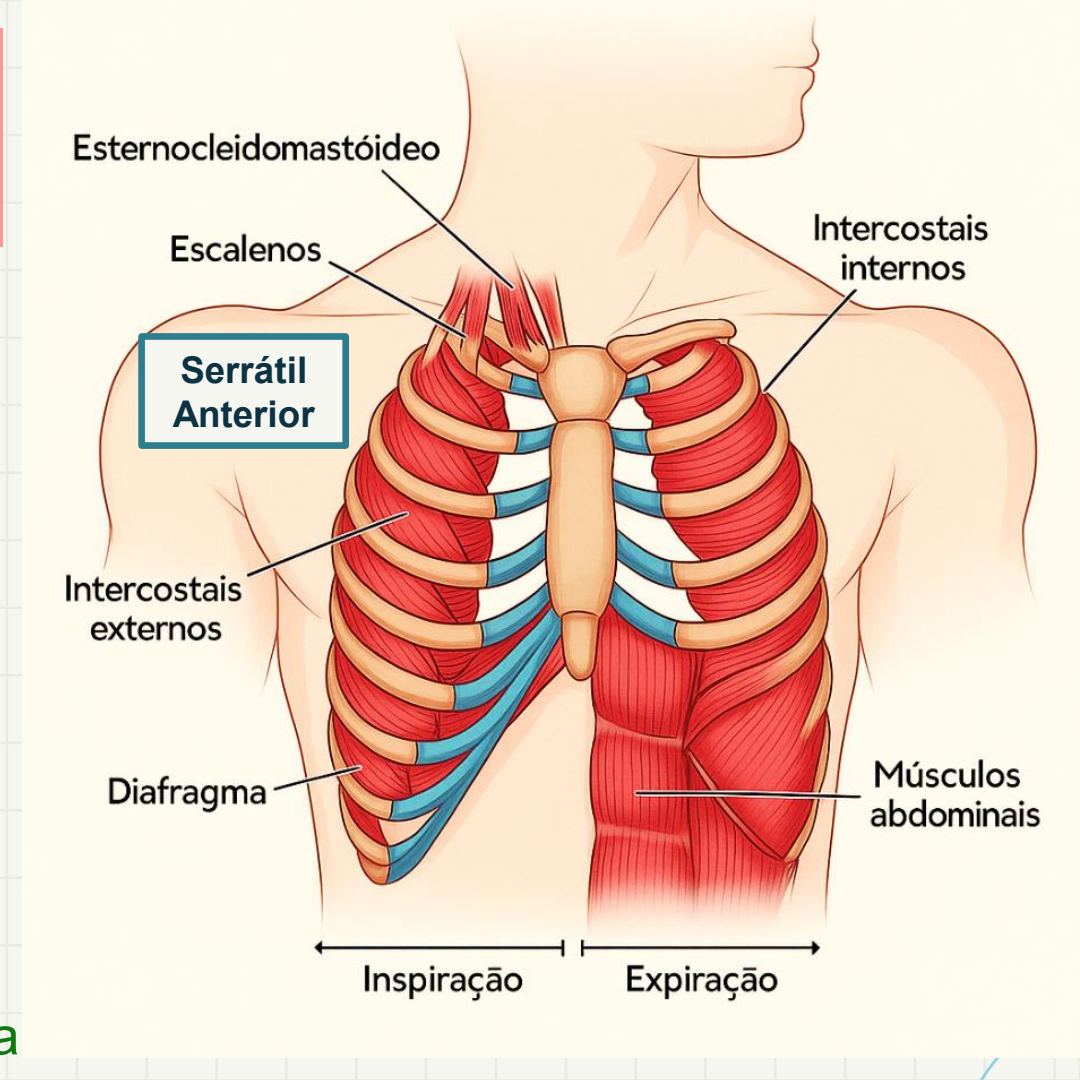 Esternocleidomastóideo
Escalenos
Intercostais
internos
Serrátil
Anterior
Intercostais
externos
Diafragma
Músculos
abdominais
Inspiração
Expiração
a